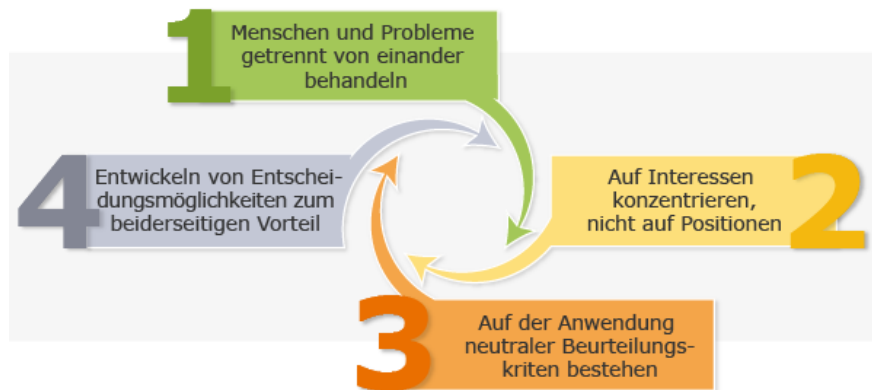 1
Menschen und Probleme
getrennt von einander
behandeln
2
Auf Interessen
konzentrieren,
nicht auf Positionen
3
Auf der Anwendung
neutraler Beurteilungs-
kriten bestehen
4
Entwickeln von Entschei-
dungsmöglichkeiten zum
beiderseitigen Vorteil